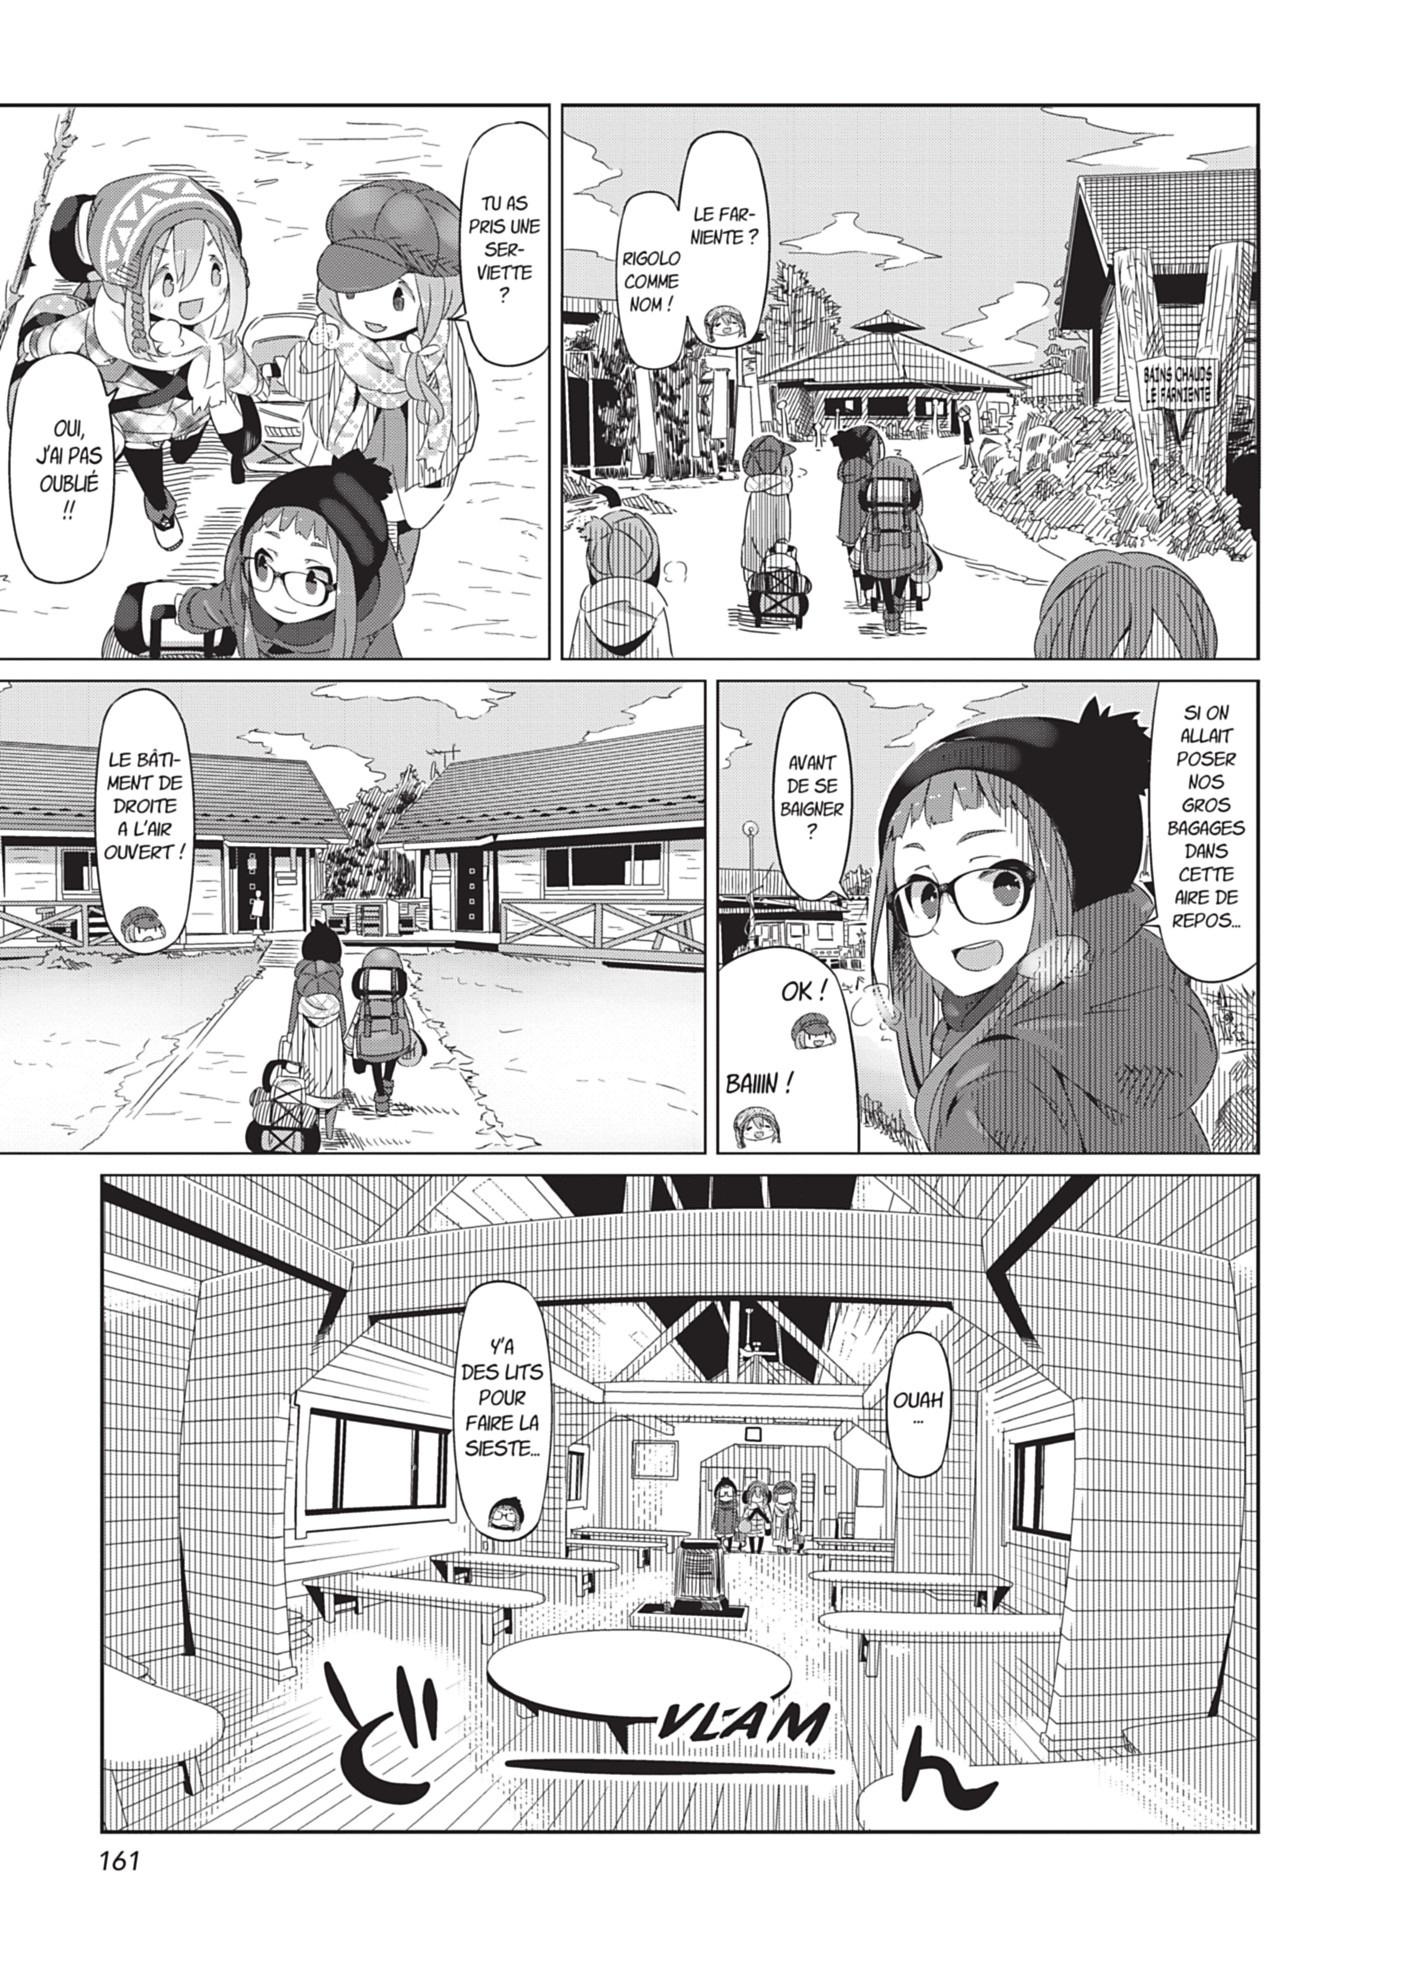 LE FAR-
NIENTE ?
RIGOLO
COMME
NOM !
BAINS CHAUDS
LE FARNIENTE
TU AS
PRIS UNE
SER-
VIETTE
?
OUI,
J'AI PAS
OUBLIÉ
!!
SI ON
ALLAIT
POSER
NOS
GROS
BAGAGES
DANS
CETTE
AIRE DE
REPOS...
AVANT
DE SE
BAIGNER
?
OK !
BAIIIN !
LE BÂTI-
MENT DE
DROITE
A L'AIR
OUVERT !
OUAH
...
Y'A
DES LITS
POUR
FAIRE LA
SIESTE...
ど — ん
VLAM
161